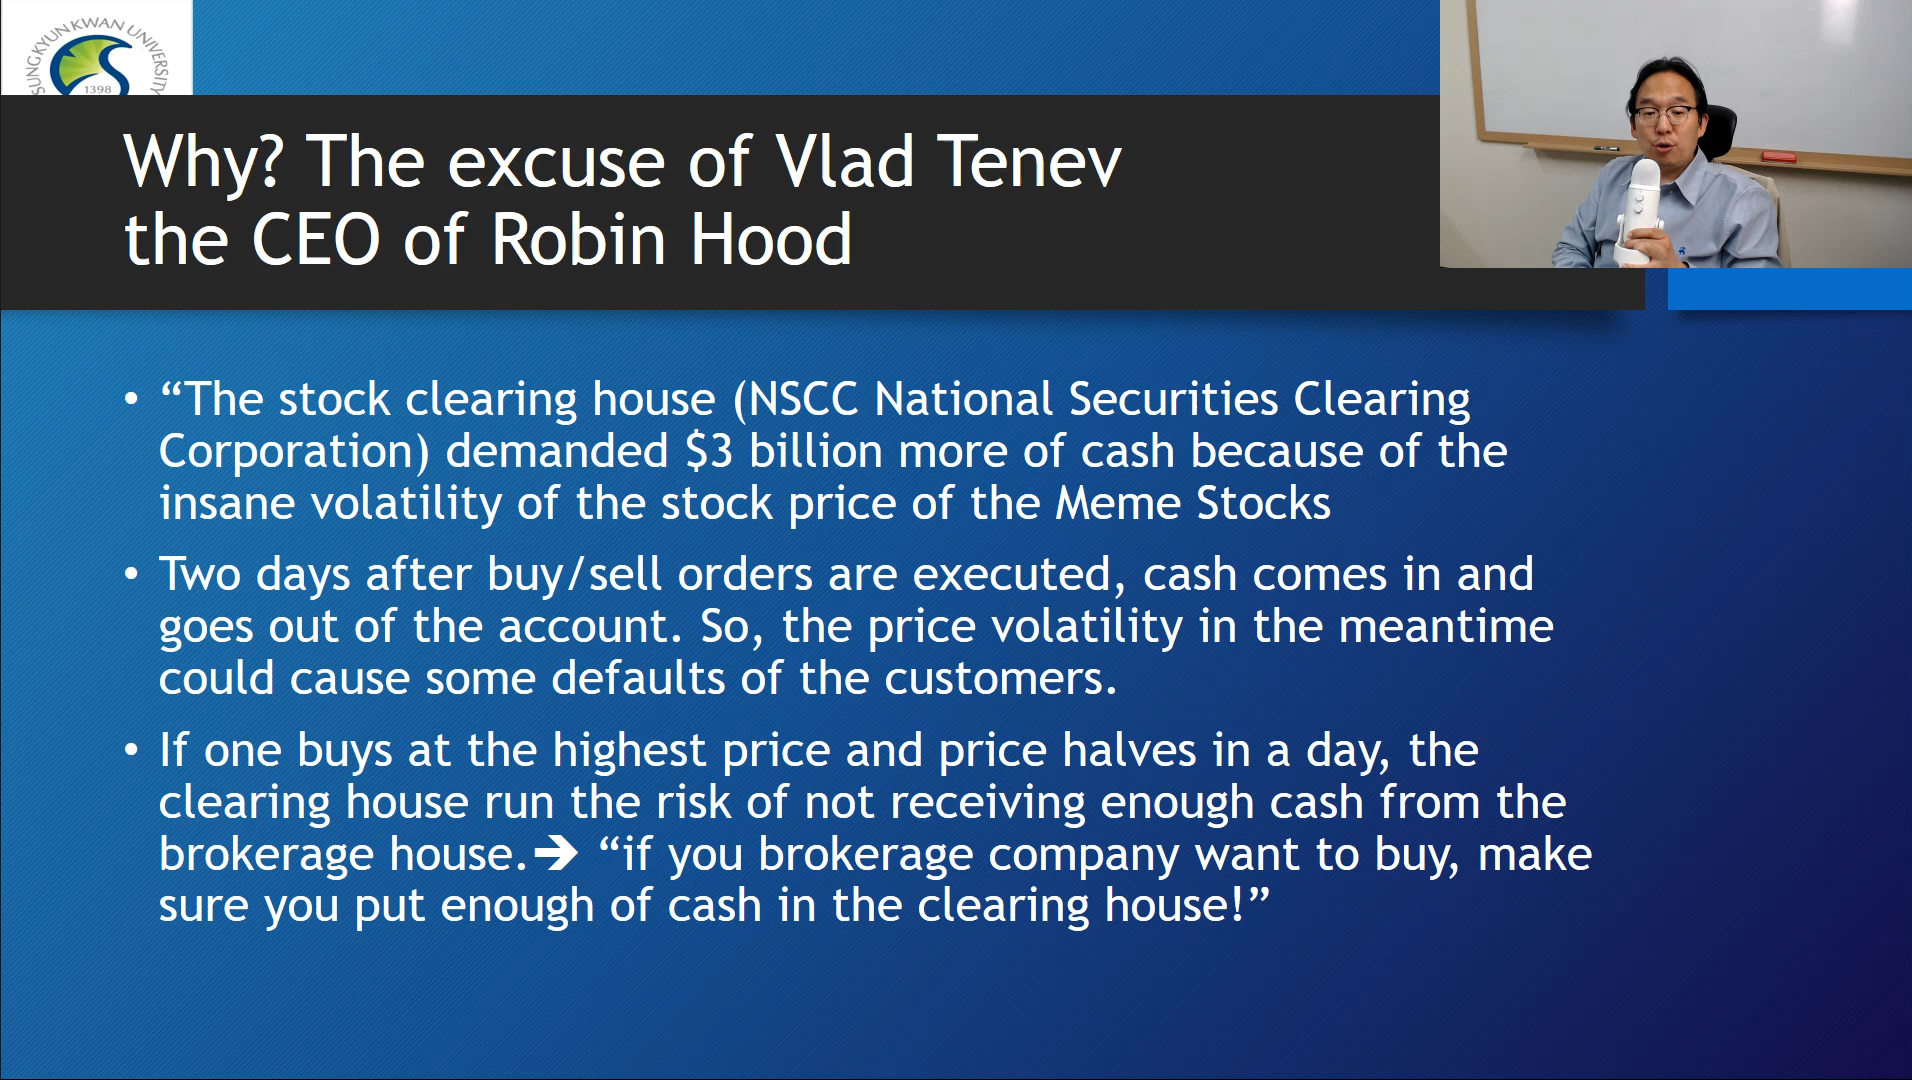 SUNGKYUNKWAN UNIVERSITY
1398
Why? The excuse of Vlad Tenev
the CEO of Robin Hood
• “The stock clearing house (NSCC National Securities Clearing
Corporation) demanded $3 billion more of cash because of the
insane volatility of the stock price of the Meme Stocks
• Two days after buy/sell orders are executed, cash comes in and
goes out of the account. So, the price volatility in the meantime
could cause some defaults of the customers.
• If one buys at the highest price and price halves in a day, the
clearing house run the risk of not receiving enough cash from the
brokerage house.➔ “if you brokerage company want to buy, make
sure you put enough of cash in the clearing house!”